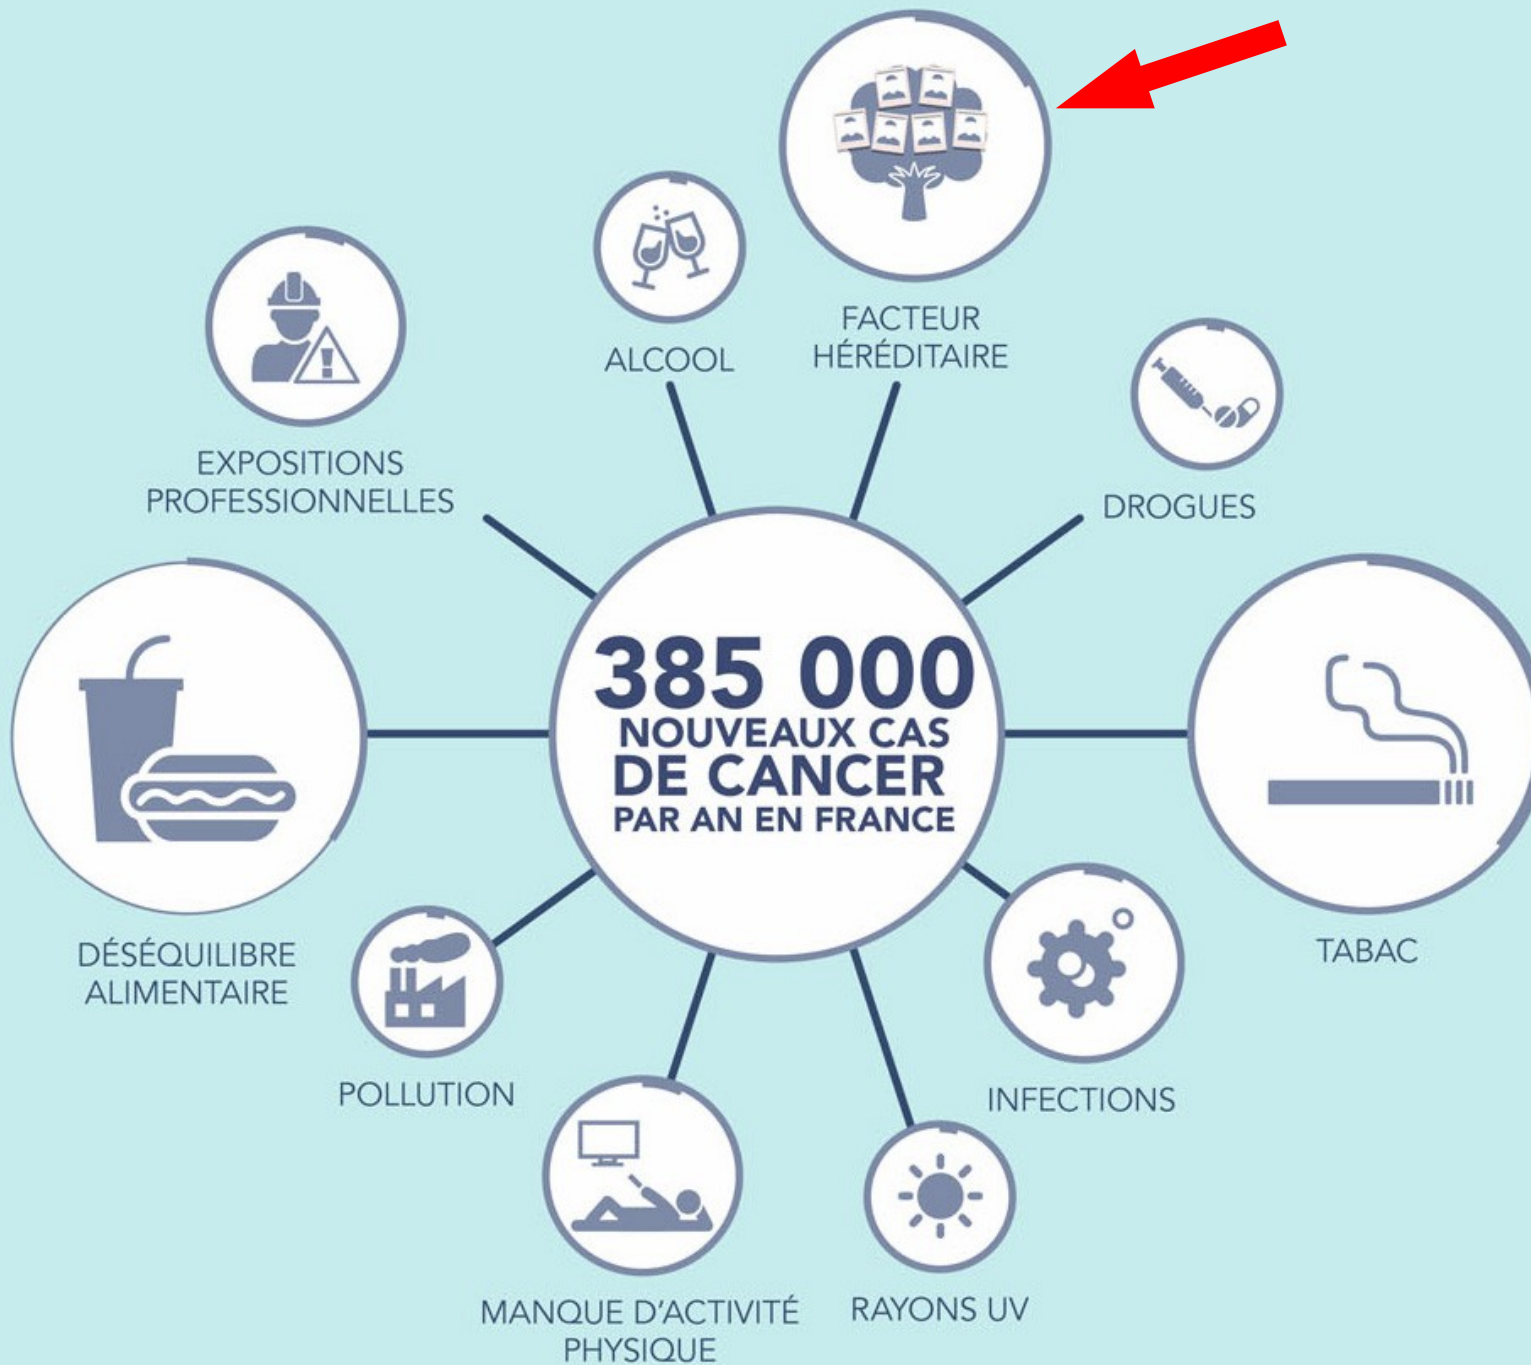 ALCOOL
FACTEUR
HÉRÉDITAIRE
EXPOSITIONS
PROFESSIONNELLES
DROGUES
385 000
NOUVEAUX CAS
DE CANCER
PAR AN EN FRANCE
DÉSÉQUILIBRE
ALIMENTAIRE
TABAC
POLLUTION
INFECTIONS
MANQUE D'ACTIVITÉ
PHYSIQUE
RAYONS UV